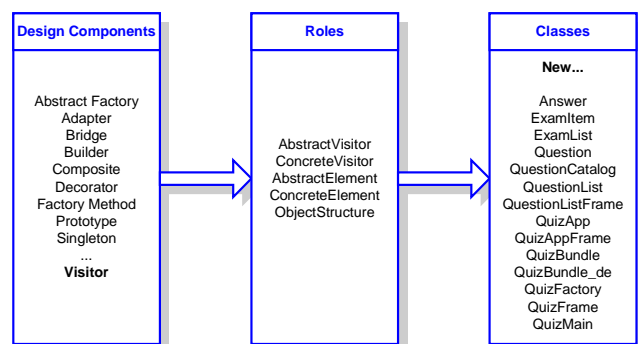 Design Components
Abstract Factory
Adapter
Bridge
Builder
Composite
Decorator
Factory Method
Prototype
Singleton
...
Visitor
Roles
AbstractVisitor
ConcreteVisitor
AbstractElement
ConcreteElement
ObjectStructure
Classes
New...
Answer
ExamItem
ExamList
Question
QuestionCatalog
QuestionList
QuestionListFrame
QuizApp
QuizAppFrame
QuizBundle
QuizBundle_de
QuizFactory
QuizFrame
QuizMain